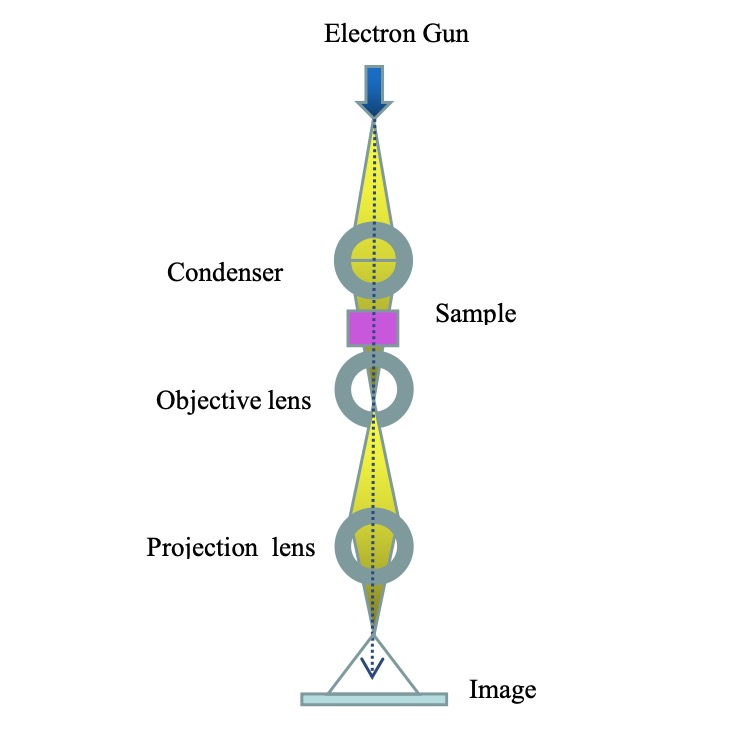 Electron Gun
Condenser
Sample
Objective lens
Projection lens
Image